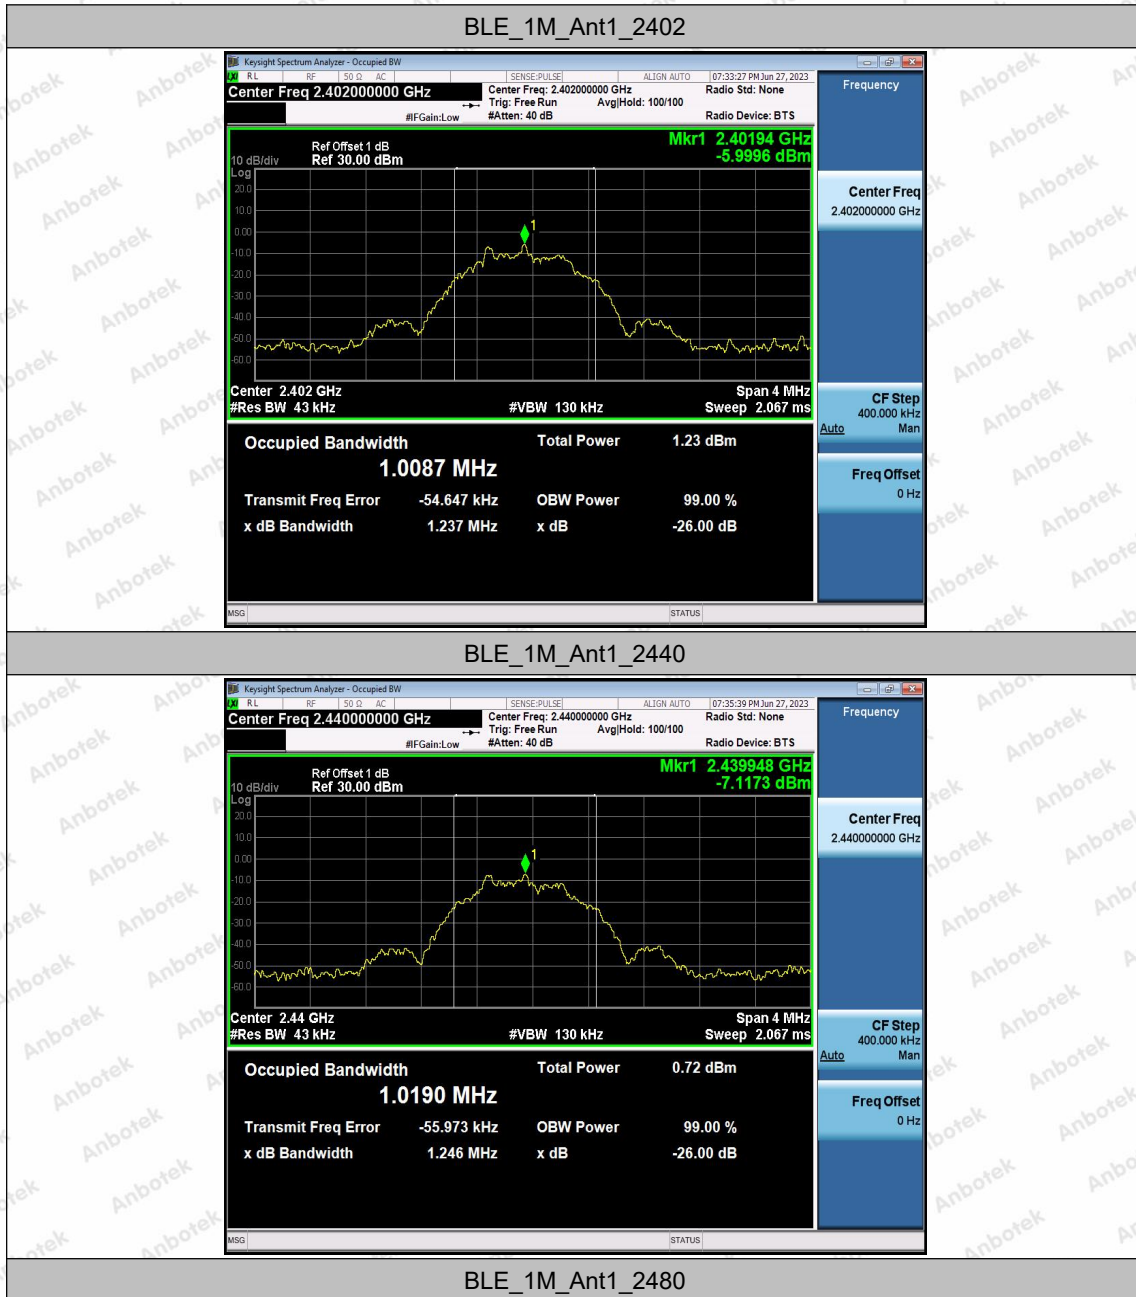 BLE_1M_Ant1_2402
Keysight Spectrum Analyzer - Occupied BW
RL RF 50 Ω AC SENSE:PULSE ALIGN AUTO 07:33:27 PM Jun 27, 2023
Center Freq 2.402000000 GHz Center Freq: 2.402000000 GHz Radio Std: None Frequency
Trig: Free Run Avg|Hold: 100/100
#IFGain:Low #Atten: 40 dB Radio Device: BTS
Mkr1 2.40194 GHz
-5.9996 dBm
Ref Offset 1 dB
10 dB/div Ref 30.00 dBm
Log
20.0
10.0
0.00
-10.0
-20.0
-30.0
-40.0
-50.0
-60.0
1
Center Freq
2.402000000 GHz
Center 2.402 GHz Span 4 MHz
#Res BW 43 kHz #VBW 130 kHz Sweep 2.067 ms
CF Step
400.000 kHz
Auto Man
Occupied Bandwidth Total Power 1.23 dBm
1.0087 MHz
Transmit Freq Error -54.647 kHz OBW Power 99.00 %
x dB Bandwidth 1.237 MHz x dB -26.00 dB
Freq Offset
0 Hz
MSG STATUS
BLE_1M_Ant1_2440
Keysight Spectrum Analyzer - Occupied BW
RL RF 50 Ω AC SENSE:PULSE ALIGN AUTO 07:35:39 PM Jun 27, 2023
Center Freq 2.440000000 GHz Center Freq: 2.440000000 GHz Radio Std: None Frequency
Trig: Free Run Avg|Hold: 100/100
#IFGain:Low #Atten: 40 dB Radio Device: BTS
Mkr1 2.439948 GHz
-7.1173 dBm
Ref Offset 1 dB
10 dB/div Ref 30.00 dBm
Log
20.0
10.0
0.00
-10.0
-20.0
-30.0
-40.0
-50.0
-60.0
1
Center Freq
2.440000000 GHz
Center 2.44 GHz Span 4 MHz
#Res BW 43 kHz #VBW 130 kHz Sweep 2.067 ms
CF Step
400.000 kHz
Auto Man
Occupied Bandwidth Total Power 0.72 dBm
1.0190 MHz
Transmit Freq Error -55.973 kHz OBW Power 99.00 %
x dB Bandwidth 1.246 MHz x dB -26.00 dB
Freq Offset
0 Hz
MSG STATUS
BLE_1M_Ant1_2480
Anbotek